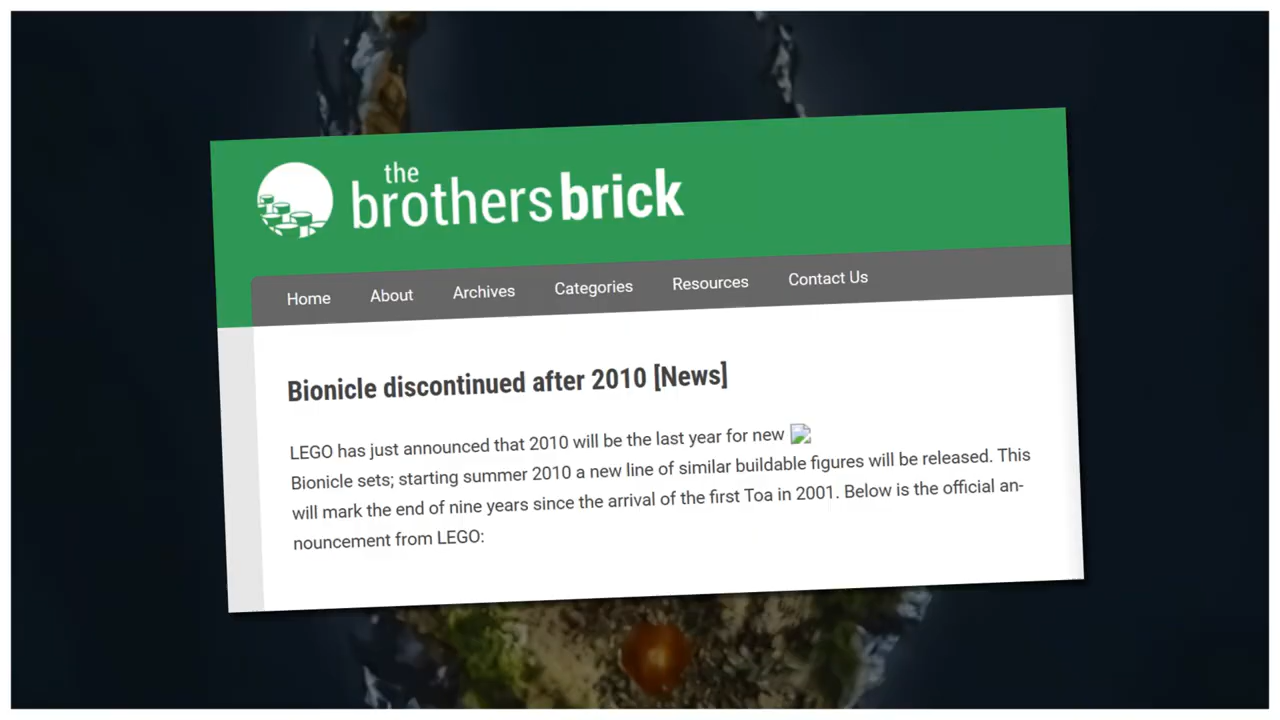 the
brothers brick
Home About Archives Categories Resources Contact Us
Bionicle discontinued after 2010 [News]
LEGO has just announced that 2010 will be the last year for new
Bionicle sets; starting summer 2010 a new line of similar buildable figures will be released. This
will mark the end of nine years since the arrival of the first Toa in 2001. Below is the official an-
nouncement from LEGO: